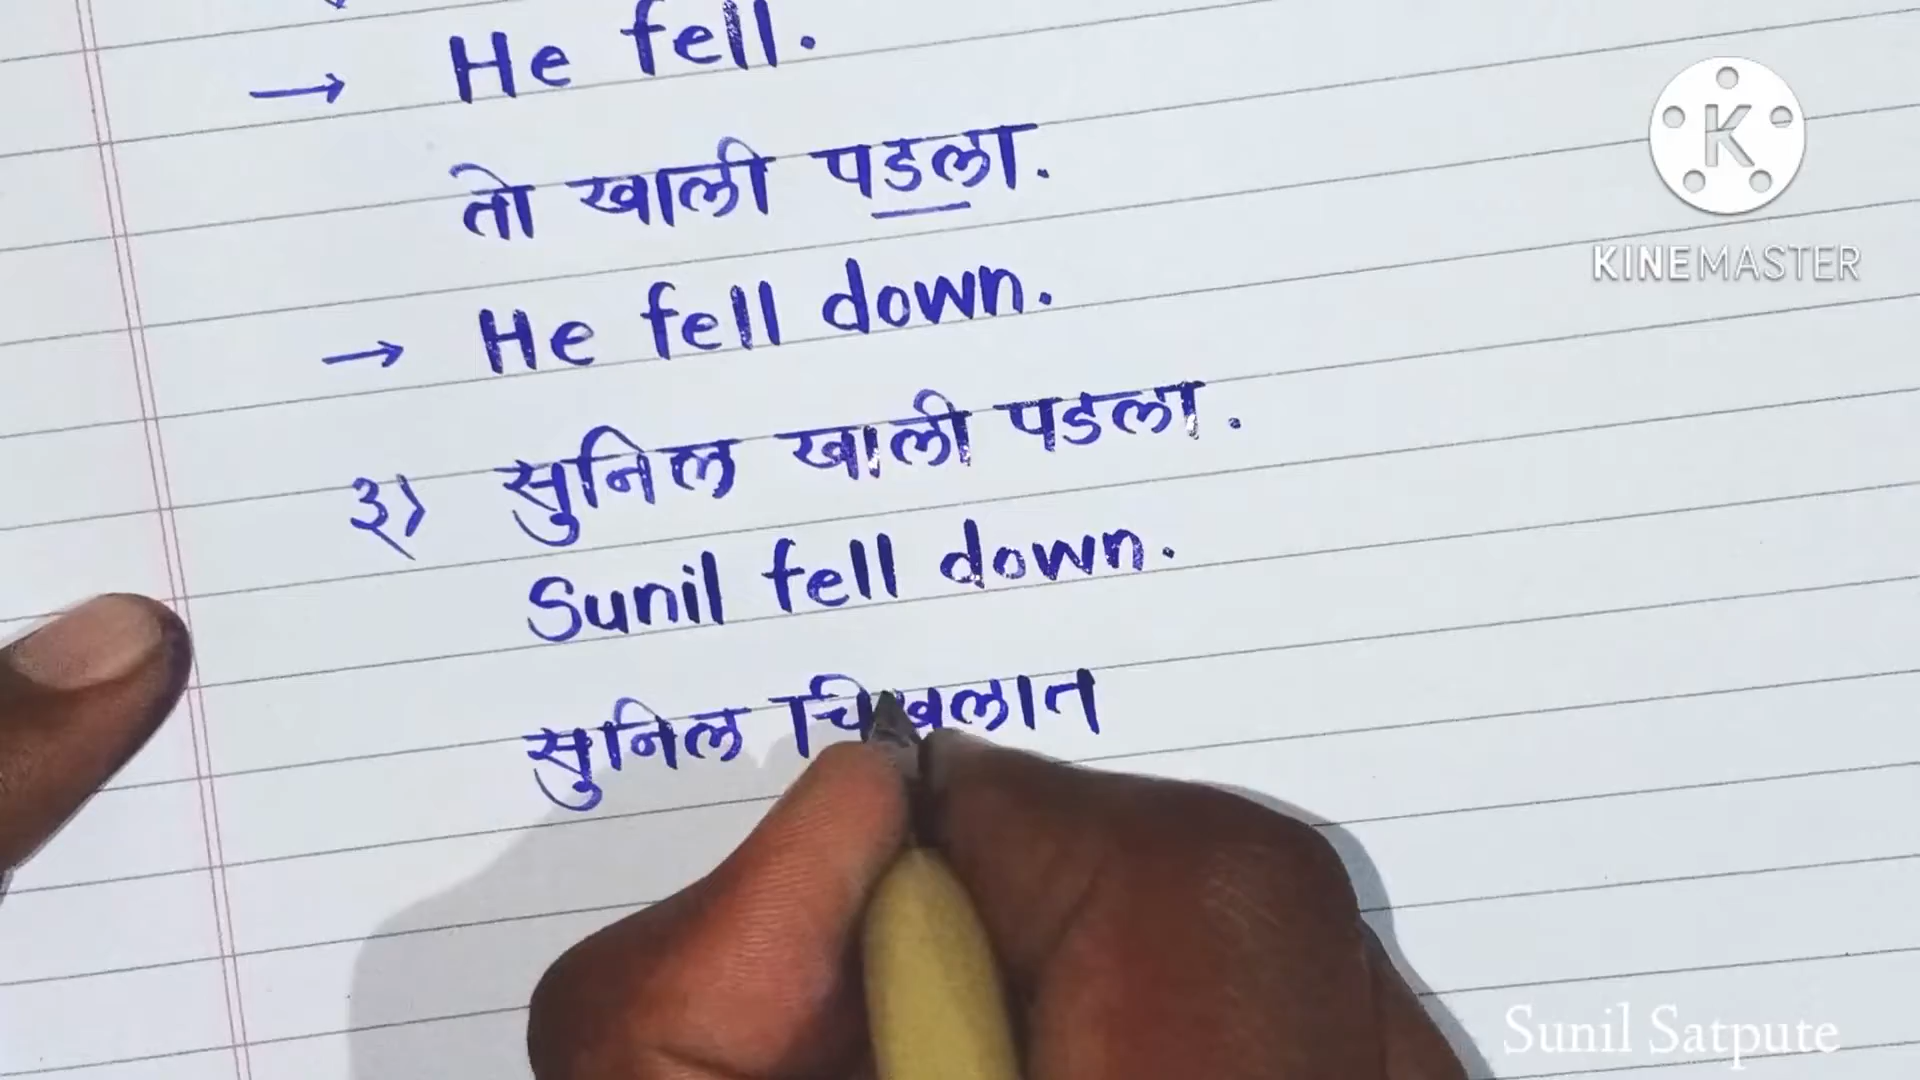 → He fell.
तो खाली पडला.
→ He fell down.
३) सुनिल खाली पडला.
Sunil fell down.
सुनिल चिखलात
K
KINEMASTER
Sunil Satpute